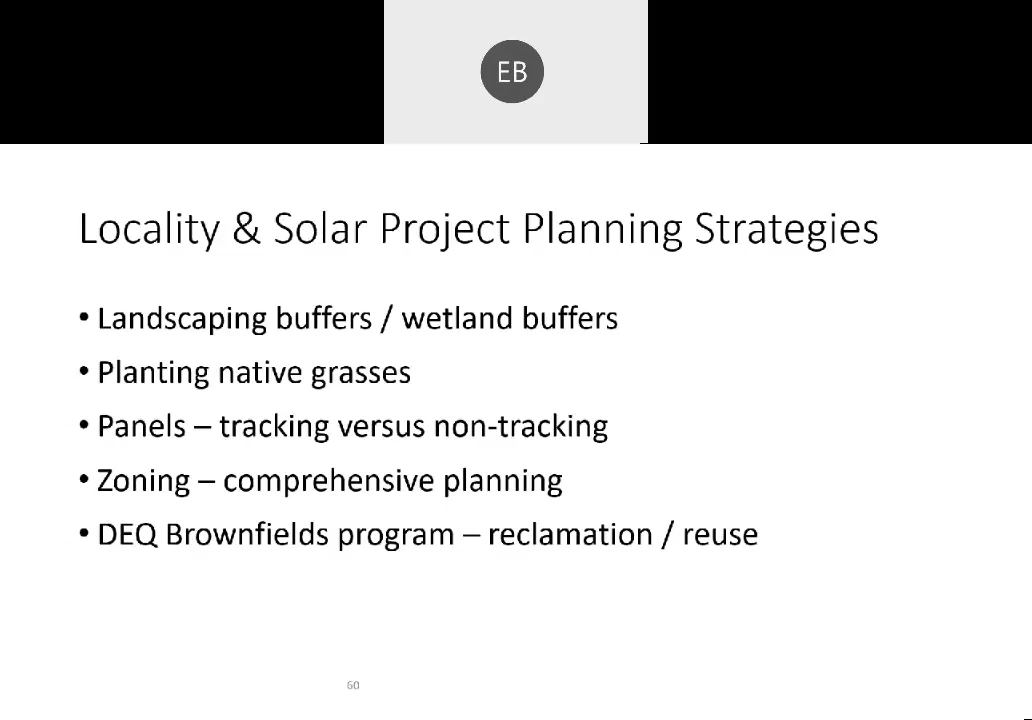 EB
Locality & Solar Project Planning Strategies
• Landscaping buffers / wetland buffers
• Planting native grasses
• Panels – tracking versus non-tracking
• Zoning – comprehensive planning
• DEQ Brownfields program – reclamation / reuse
60